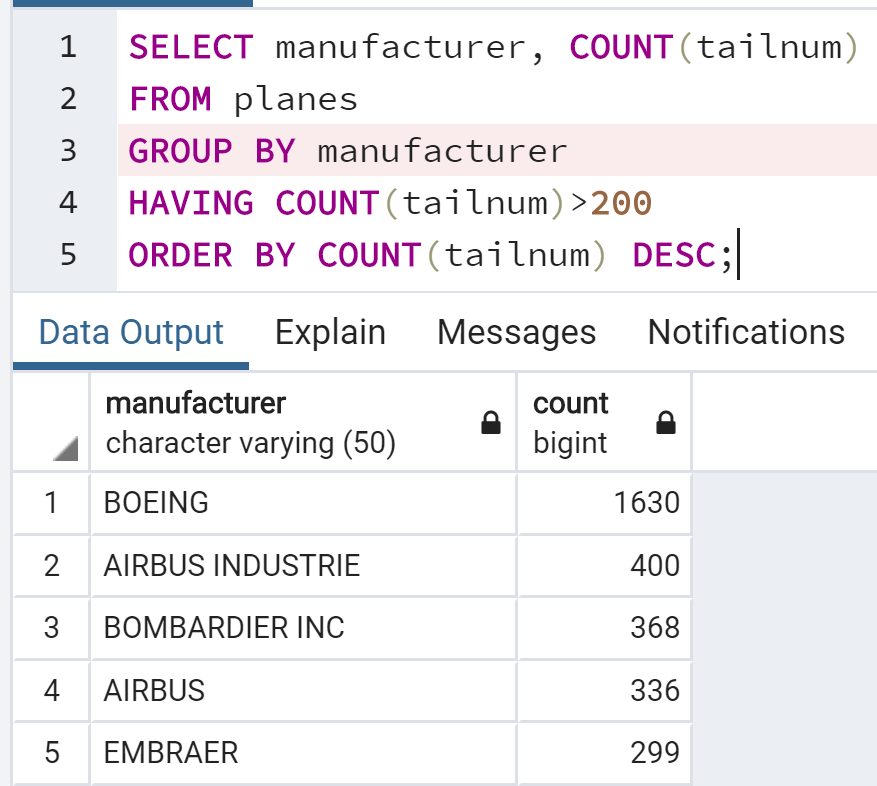 1 SELECT manufacturer, COUNT(tailnum)
2 FROM planes
3 GROUP BY manufacturer
4 HAVING COUNT(tailnum)>200
5 ORDER BY COUNT(tailnum) DESC;
Data Output Explain Messages Notifications
manufacturer count
character varying (50) bigint
1 BOEING 1630
2 AIRBUS INDUSTRIE 400
3 BOMBARDIER INC 368
4 AIRBUS 336
5 EMBRAER 299